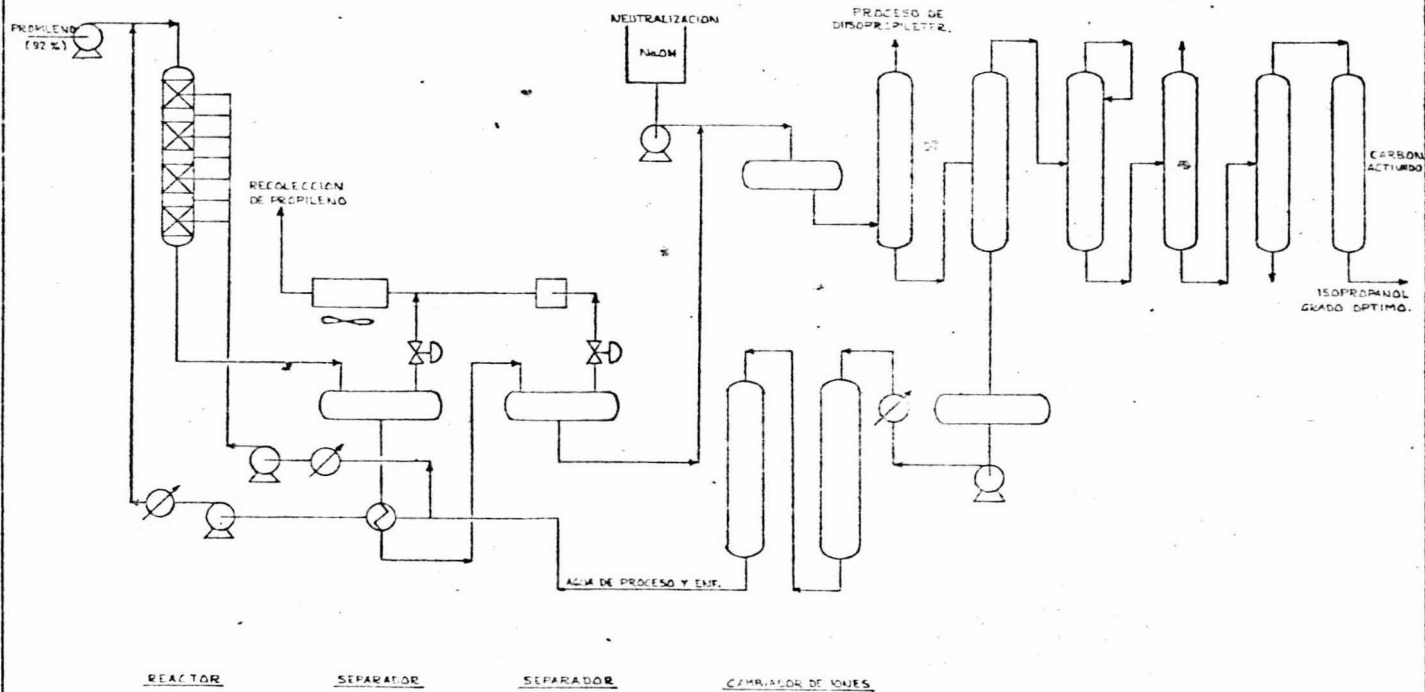 PROPILENO
(92 %)
NEUTRALIZACION
NaOH
PROCESO DE
DIISOPROPILETER.
RECOLECCION
DE PROPILENO
CARBON
ACTIVADO
ISOPROPANOL
GRADO OPTIMO.
AGUA DE PROCESO Y ENF.
REACTOR
SEPARADOR
SEPARADOR
CAMBIADOR DE IONES